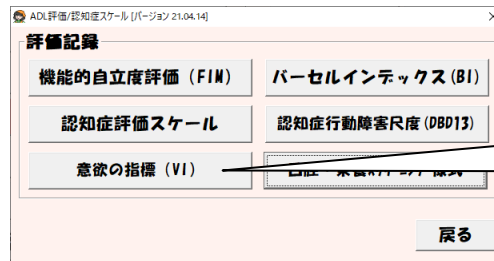 ADL評価/認知症スケール [バージョン 21.04.14]
評価記録
機能的自立度評価(FIM)
バーセルインデックス(BI)
認知症評価スケール
認知症行動障害尺度(DBD13)
意欲の指標(VI)
戻る